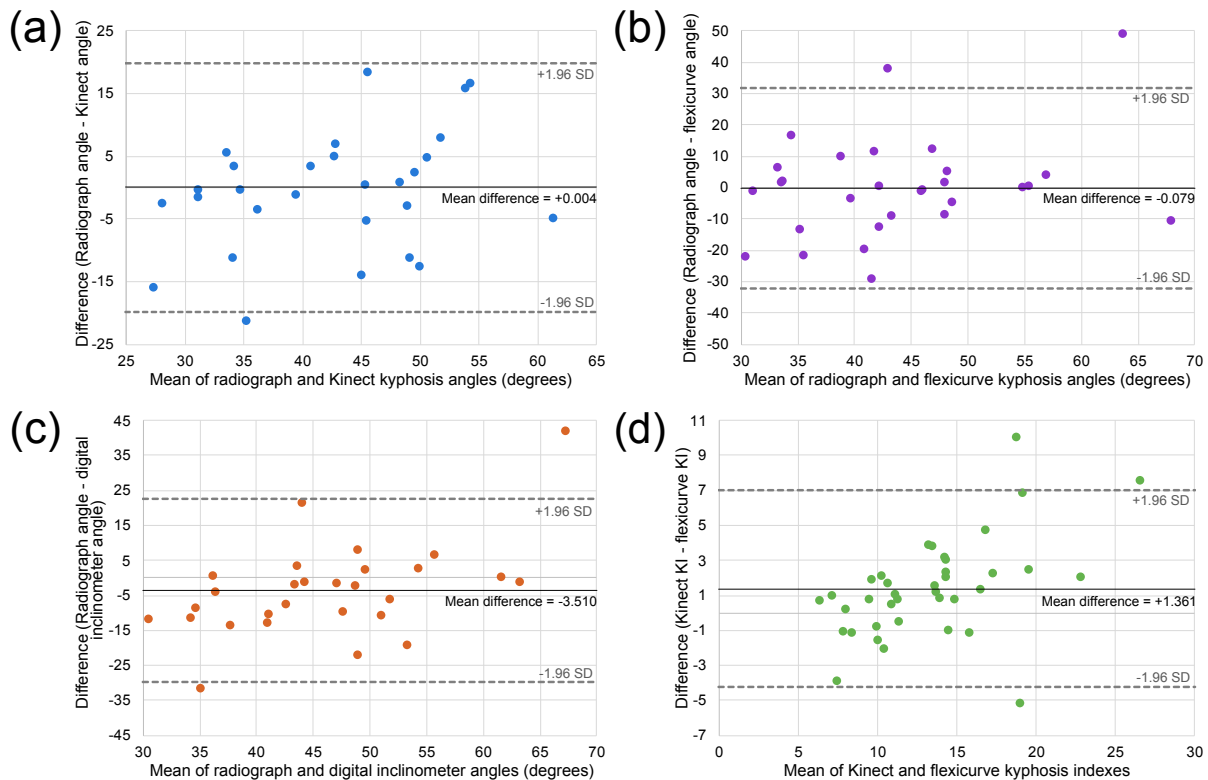 (a)
Difference (Radiograph angle - Kinect angle)
25
15
5
-5
-15
-25
+1.96 SD
Mean difference = +0.004
-1.96 SD
25 30 35 40 45 50 55 60 65
Mean of radiograph and Kinect kyphosis angles (degrees)
(b)
Difference (Radiograph angle - flexicurve angle)
50
40
30
20
10
0
-10
-20
-30
-40
-50
+1.96 SD
Mean difference = -0.079
-1.96 SD
30 35 40 45 50 55 60 65 70
Mean of radiograph and flexicurve kyphosis angles (degrees)
(c)
Difference (Radiograph angle - digital
inclinometer angle)
45
35
25
15
5
-5
-15
-25
-35
-45
+1.96 SD
Mean difference = -3.510
-1.96 SD
30 35 40 45 50 55 60 65 70
Mean of radiograph and digital inclinometer angles (degrees)
(d)
Difference (Kinect KI - flexicurve KI)
11
9
7
5
3
1
-1
-3
-5
-7
+1.96 SD
Mean difference = +1.361
-1.96 SD
0 5 10 15 20 25 30
Mean of Kinect and flexicurve kyphosis indexes